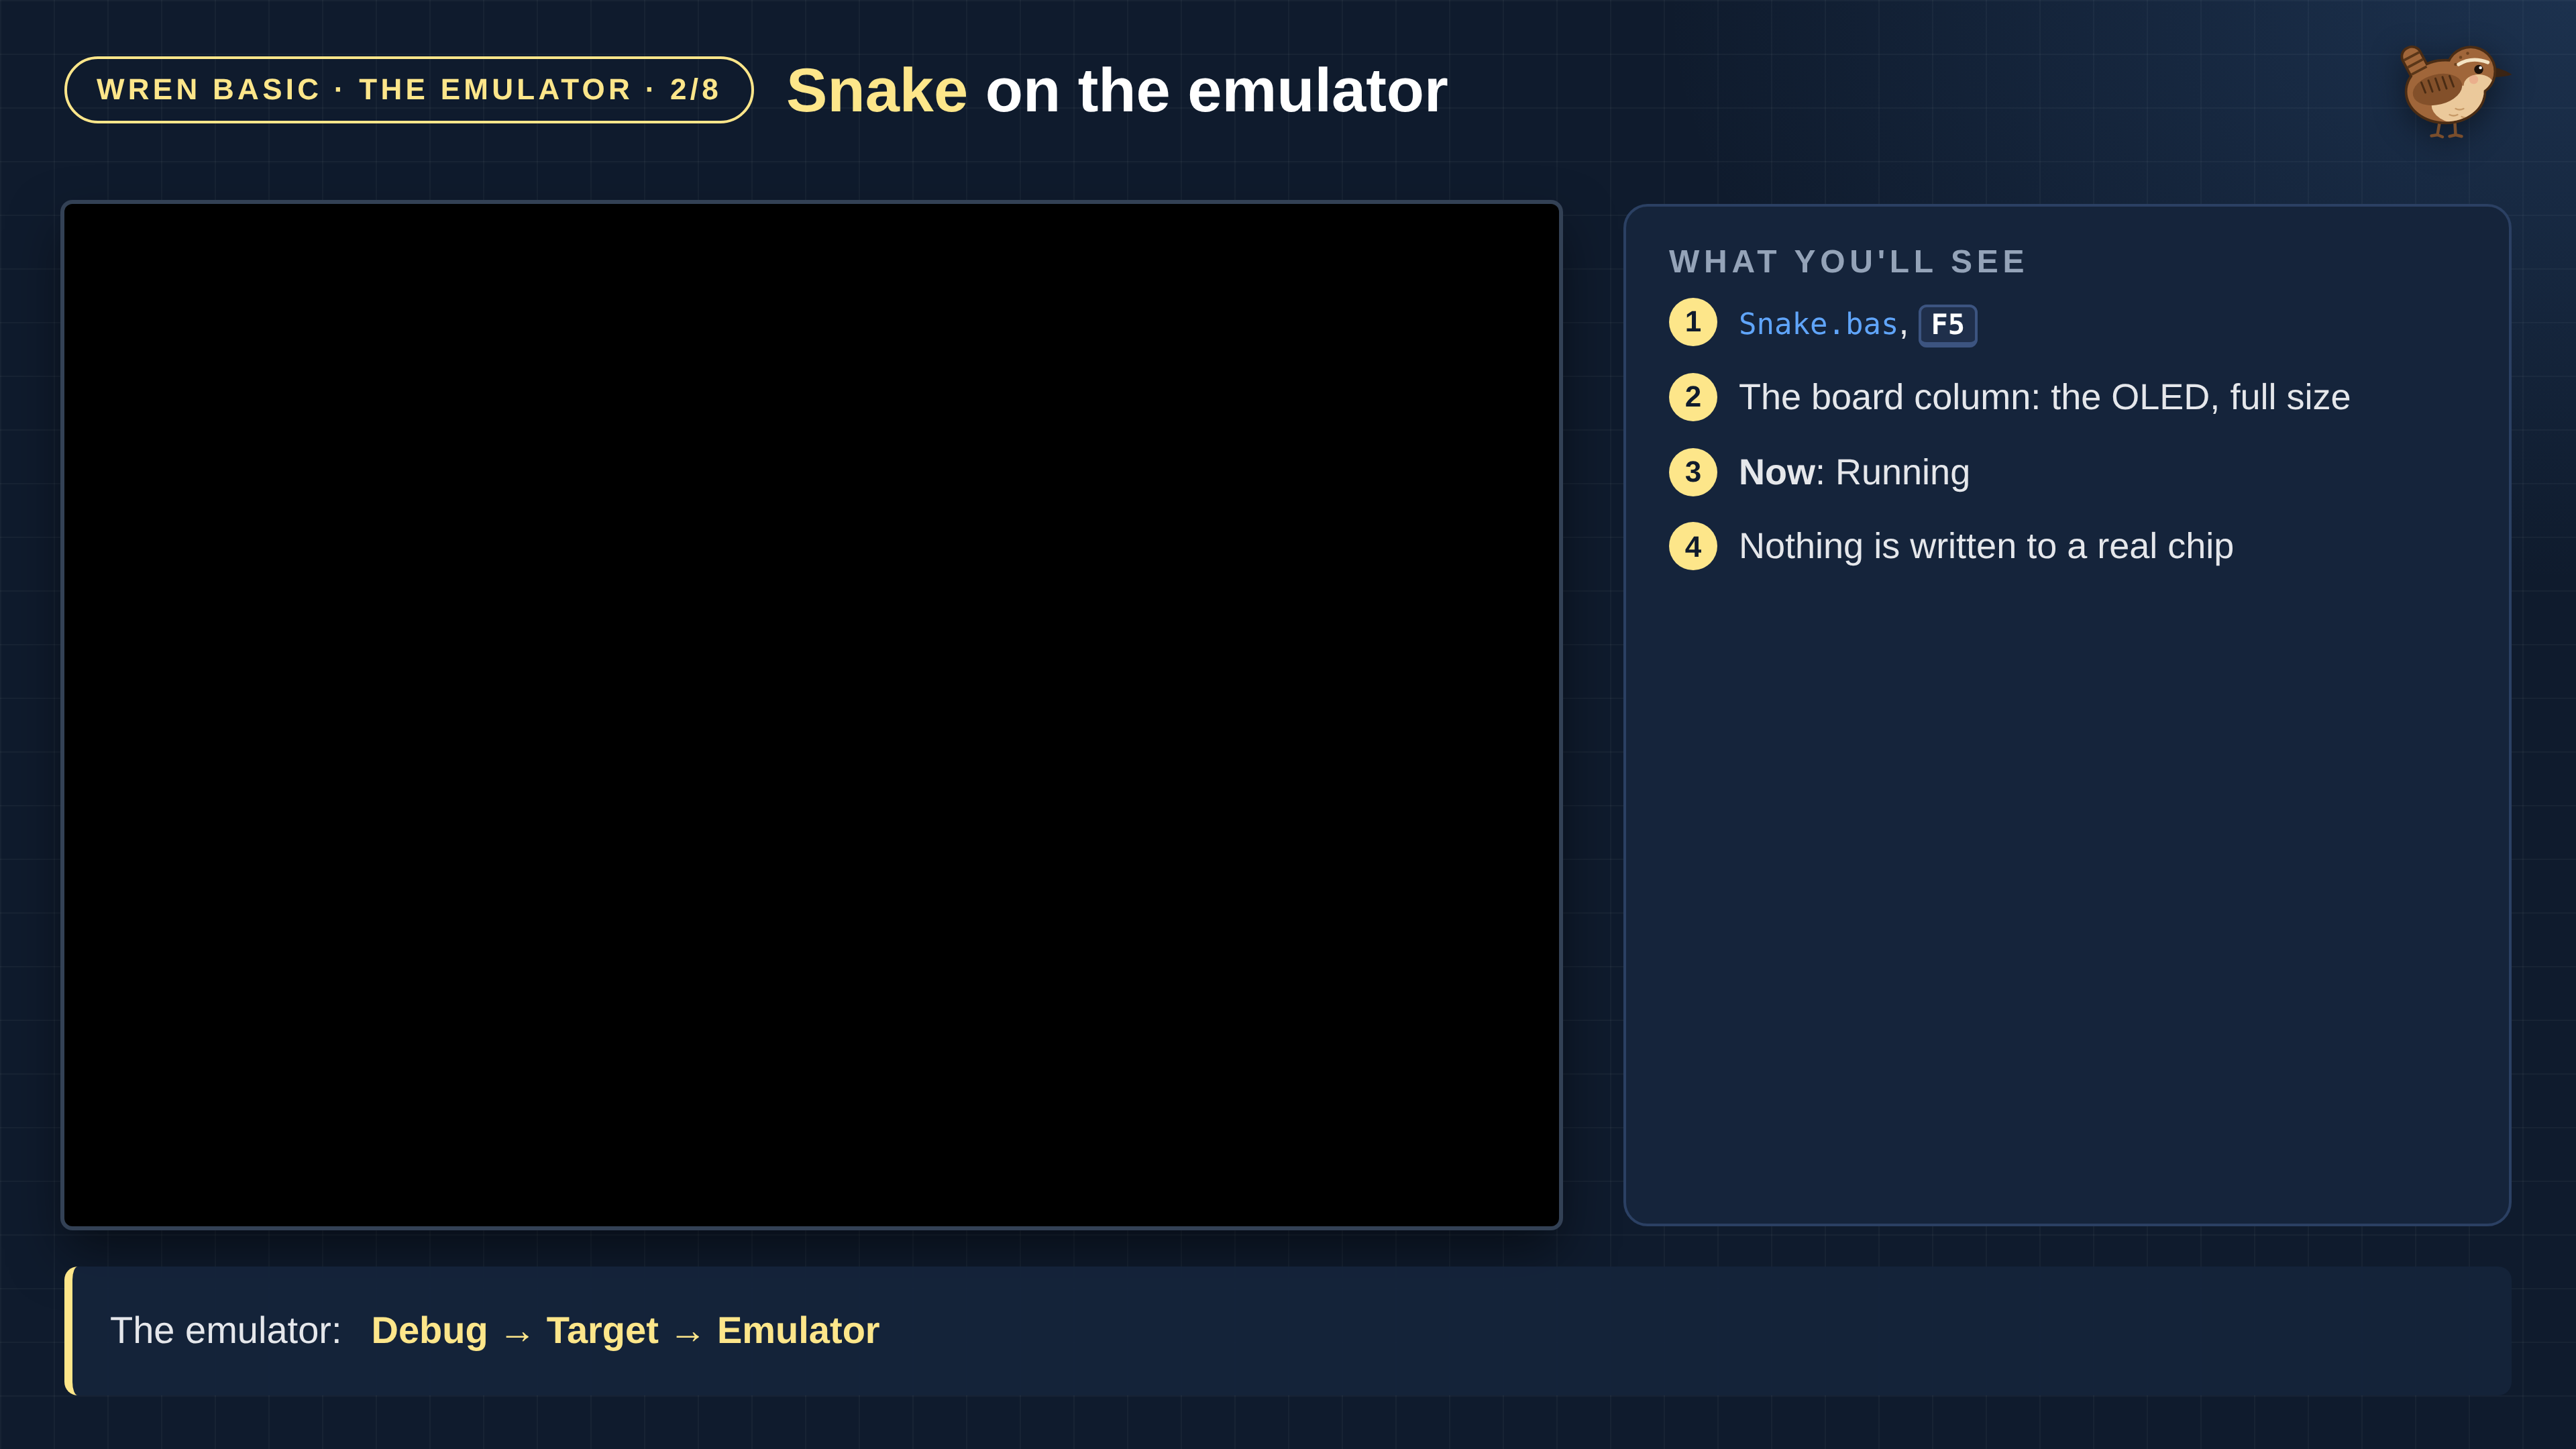 WREN BASIC · THE EMULATOR · 2/8
Snake on the emulator
WHAT YOU'LL SEE
1 Snake.bas, F5
2 The board column: the OLED, full size
3 Now: Running
4 Nothing is written to a real chip
The emulator: Debug → Target → Emulator